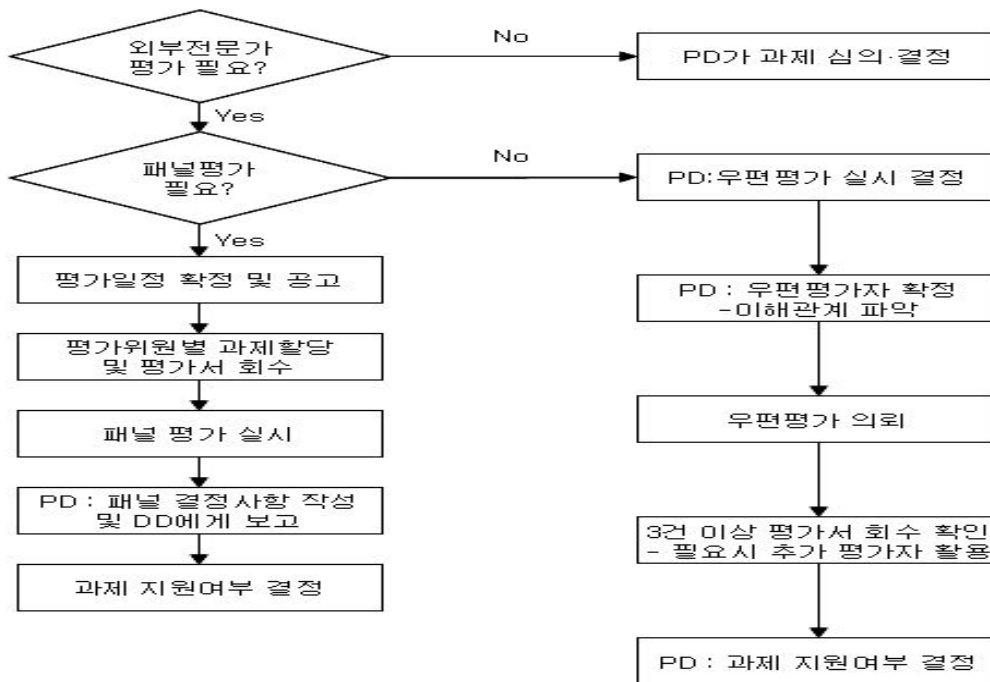 외부전문가
평가 필요?
No
PD가 과제 심의·결정
Yes
패널평가
필요?
No
PD:우편평가 실시 결정
Yes
평가일정 확정 및 공고
PD : 우편평가자 확정
-이해관계 파악
평가위원별 과제할당
및 평가서 회수
우편평가 의뢰
패널 평가 실시
PD : 패널 결정사항 작성
및 DD에게 보고
3건 이상 평가서 회수 확인
- 필요시 추가 평가자 활용
과제 지원여부 결정
PD : 과제 지원여부 결정